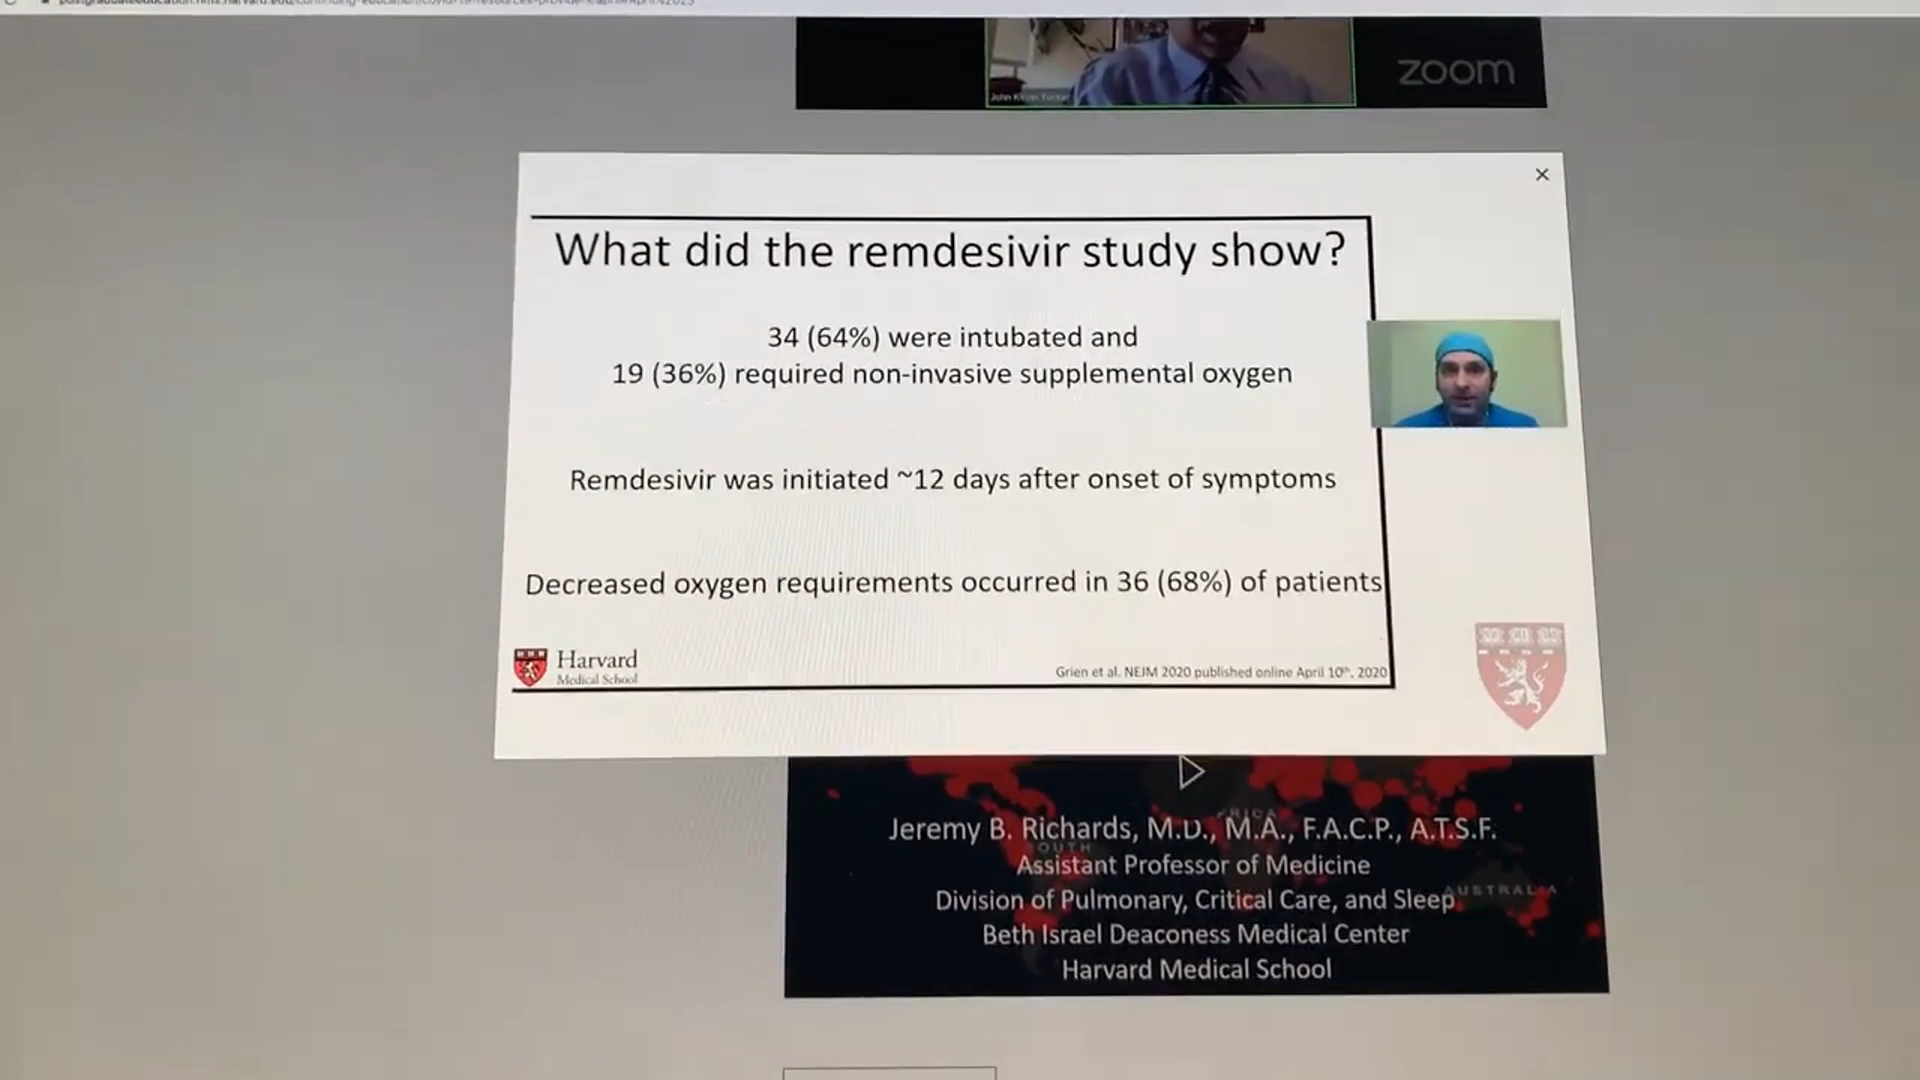 zoom
What did the remdesivir study show?
34 (64%) were intubated and
19 (36%) required non-invasive supplemental oxygen
Remdesivir was initiated ~12 days after onset of symptoms
Decreased oxygen requirements occurred in 36 (68%) of patients
Harvard
Medical School
Grien et al. NEJM 2020 published online April 10th, 2020
Jeremy B. Richards, M.D., M.A., F.A.C.P., A.T.S.F.
Assistant Professor of Medicine
Division of Pulmonary, Critical Care, and Sleep
AUSTRALIA
Beth Israel Deaconess Medical Center
Harvard Medical School